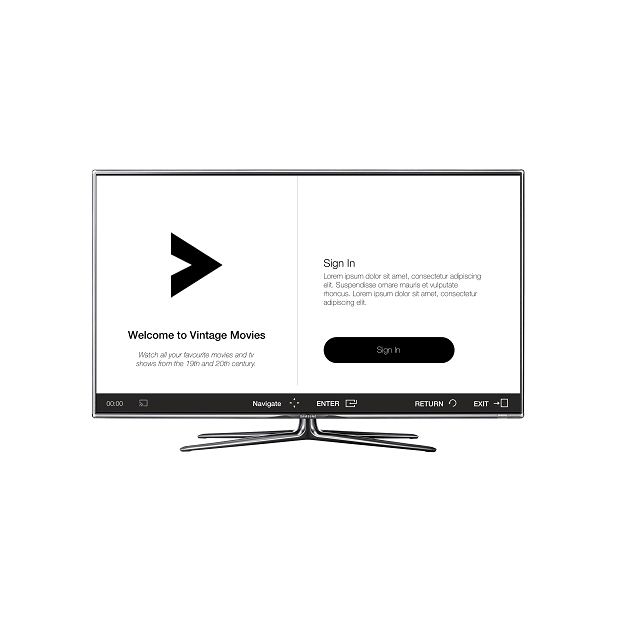 Welcome to Vintage Movies
Watch all your favourite movies and tv
shows from the 19th and 20th century.
Sign In
Lorem ipsum dolor sit amet, consectetur adipiscing
elit. Suspendisse ornare mauris et vulputate
rhoncus. Lorem ipsum dolor sit amet, consectetur
adipiscing elit.
Sign In
00:00
Navigate
ENTER
RETURN
EXIT
SAMSUNG